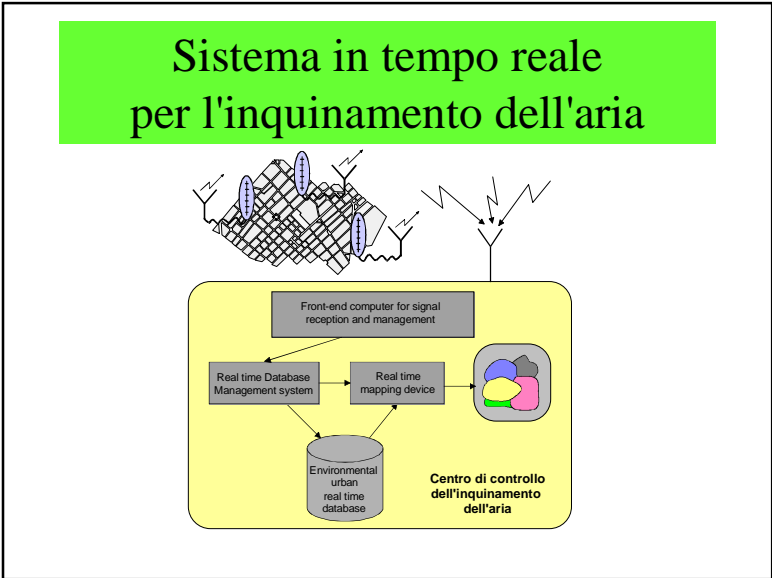 Sistema in tempo reale
per l'inquinamento dell'aria
Front-end computer for signal
reception and management
Real time Database
Management system
Real time
mapping device
Environmental
urban
real time
database
Centro di controllo
dell'inquinamento
dell'aria